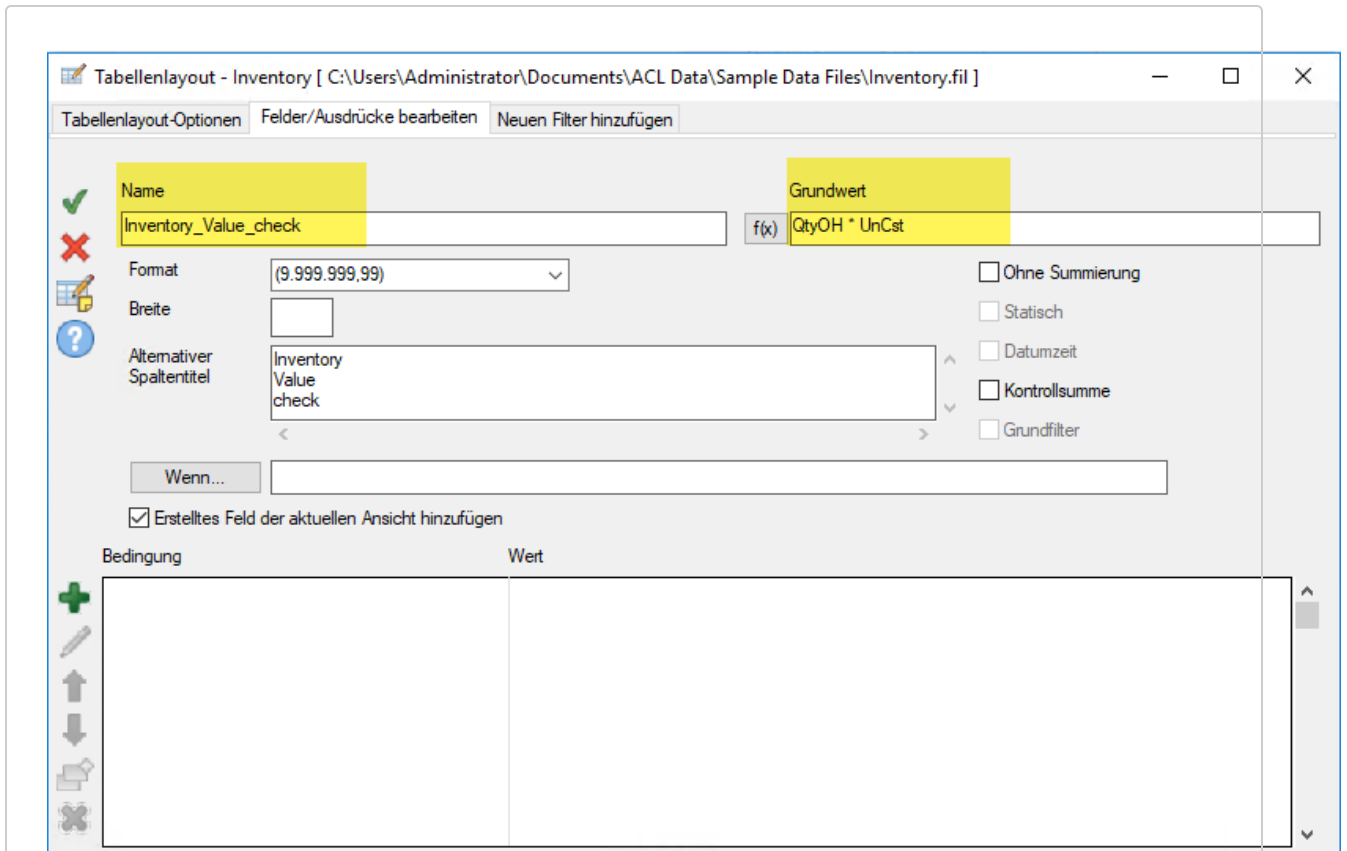 Tabellenlayout - Inventory [ C:\Users\Administrator\Documents\ACL Data\Sample Data Files\Inventory.fil ]
Tabellenlayout-Optionen Felder/Ausdrücke bearbeiten Neuen Filter hinzufügen
Name Grundwert
Inventory_Value_check f(x) QtyOH * UnCst
Format (9.999.999,99) Ohne Summierung
Breite Statisch
Alternativer Spaltentitel Datumzeit
Inventory
Value
check
Kontrollsumme
Grundfilter
Wenn...
Erstelltes Feld der aktuellen Ansicht hinzufügen
Bedingung Wert